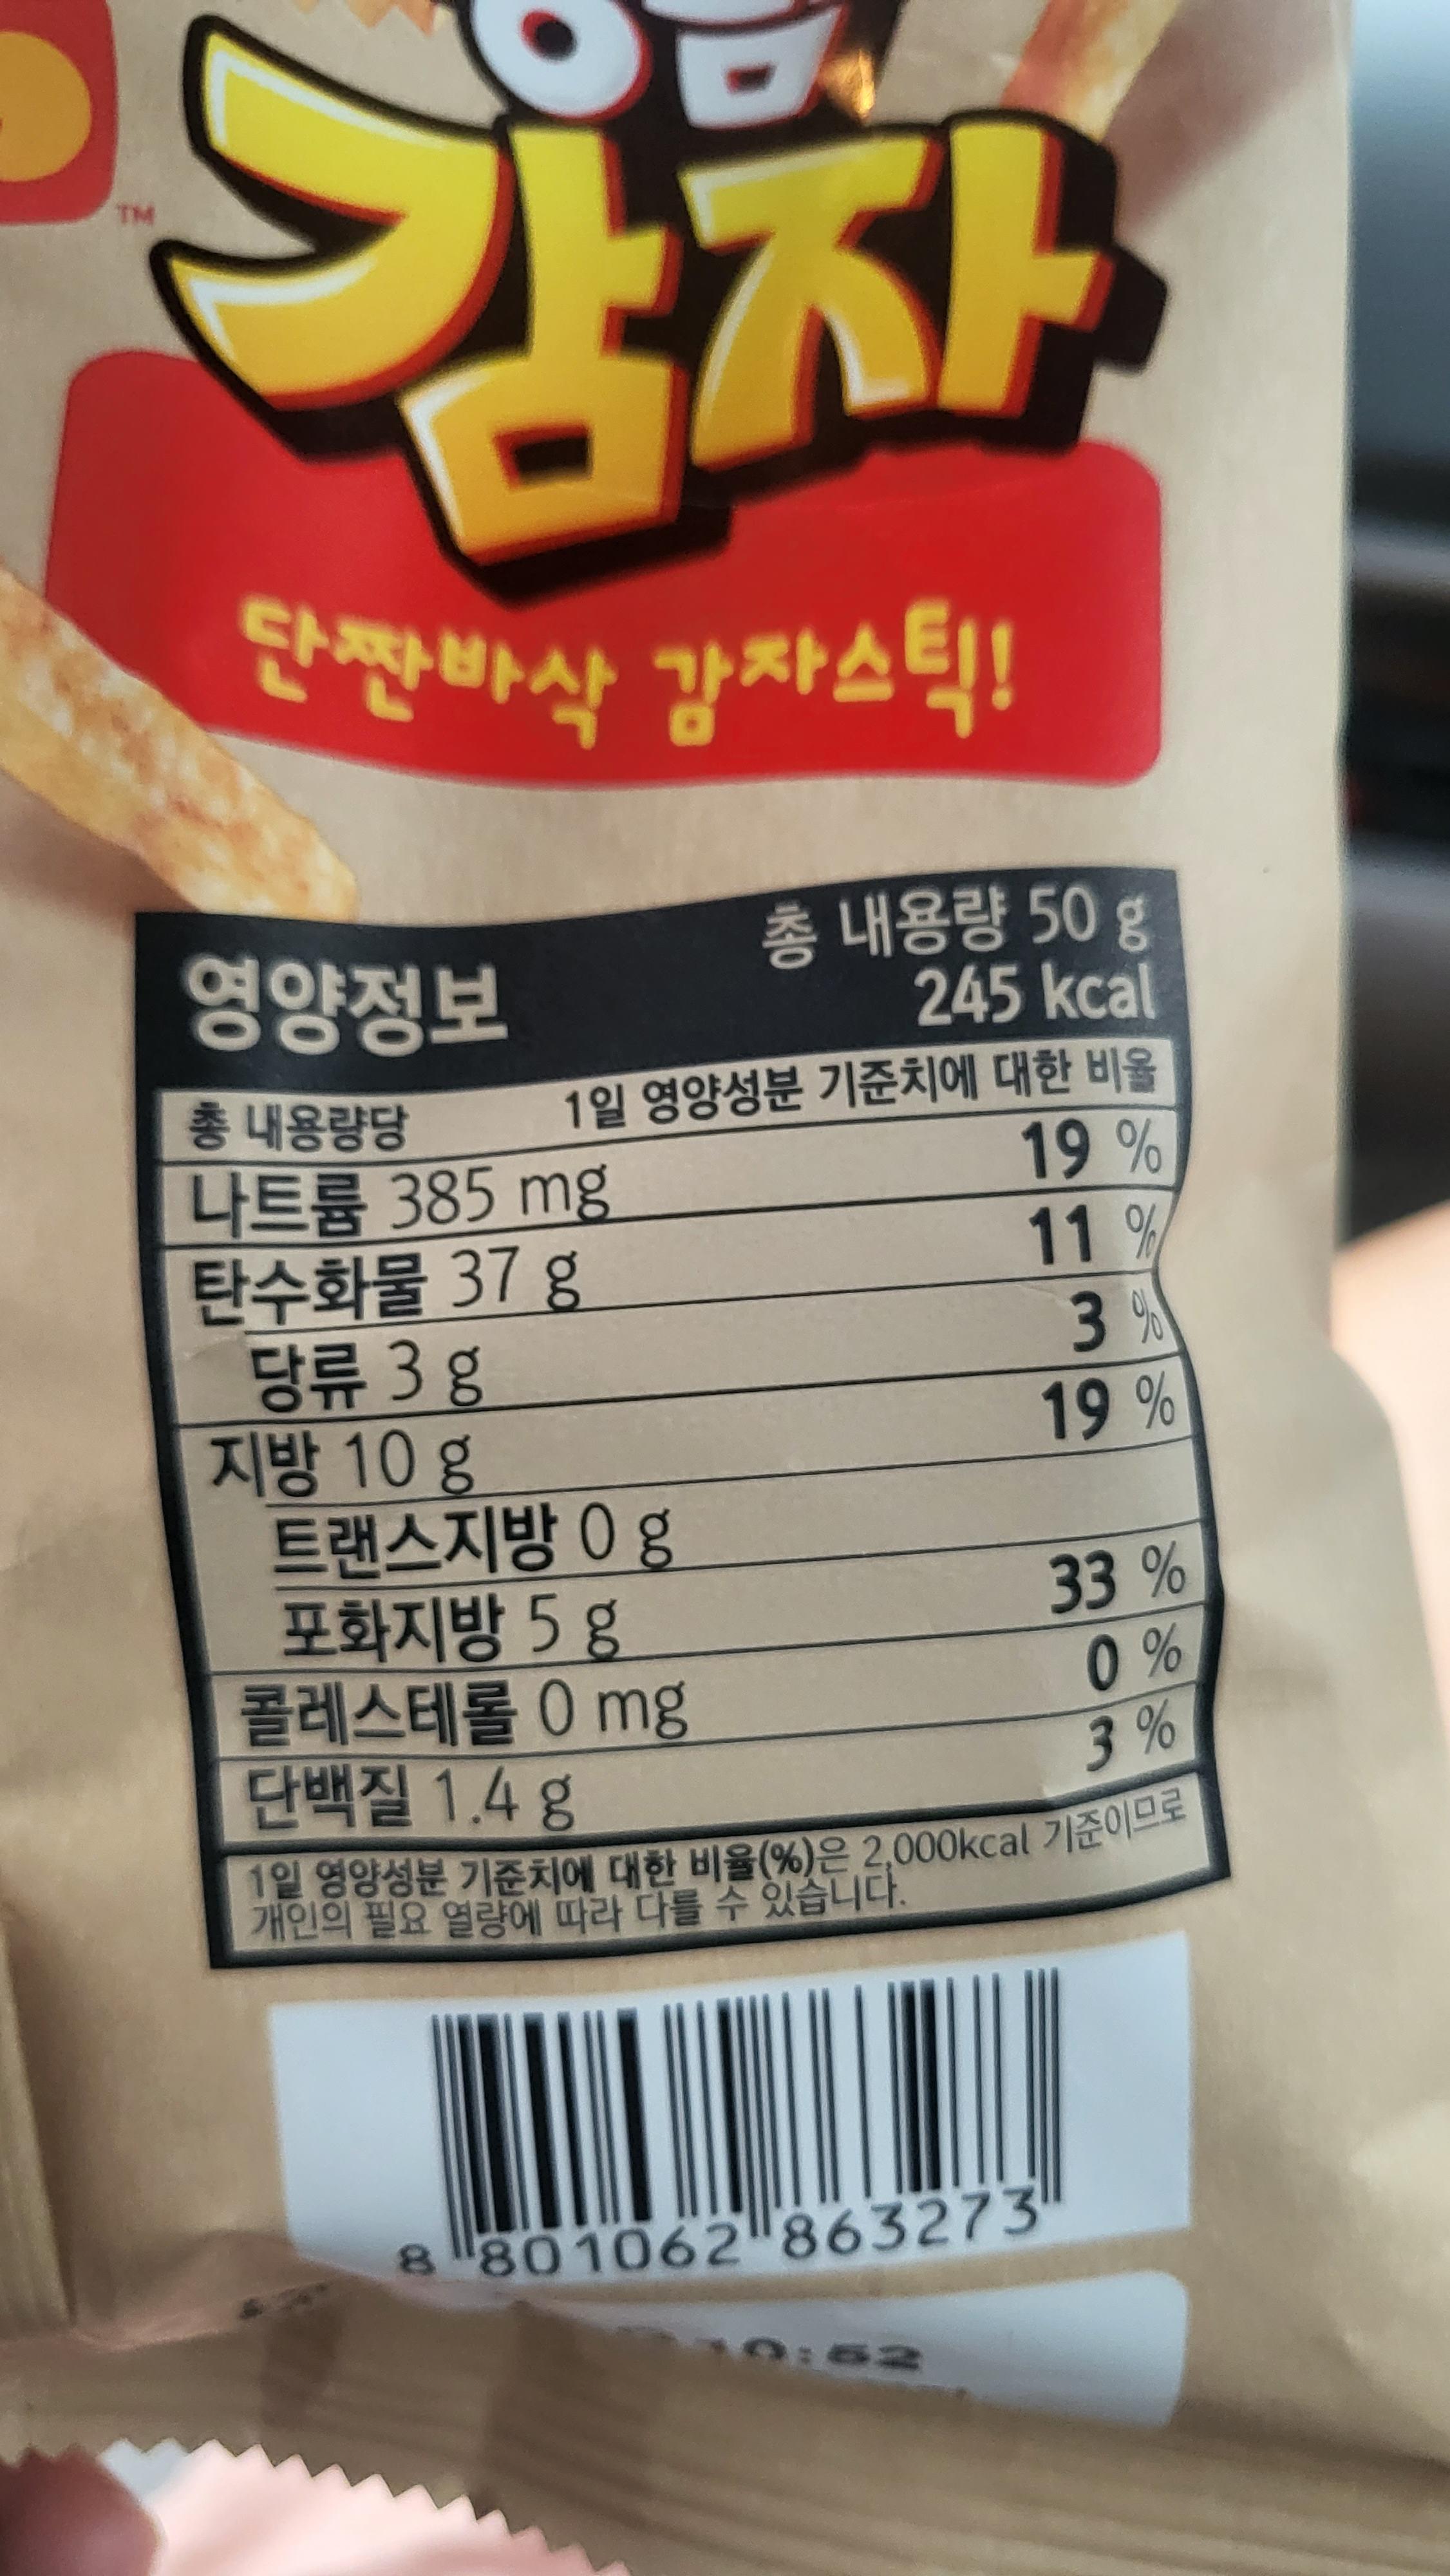 감자
TM
단짠바삭 감자스틱!
영양정보
총 내용량 50 g
245 kcal
총 내용량당 1일 영양성분 기준치에 대한 비율
나트륨 385 mg 19 %
탄수화물 37 g 11 %
당류 3 g 3 %
지방 10 g 19 %
트랜스지방 0 g
포화지방 5 g 33 %
콜레스테롤 0 mg 0 %
단백질 1.4 g 3 %
1일 영양성분 기준치에 대한 비율(%)은 2,000kcal 기준이므로
개인의 필요 열량에 따라 다를 수 있습니다.
8 801062 863273